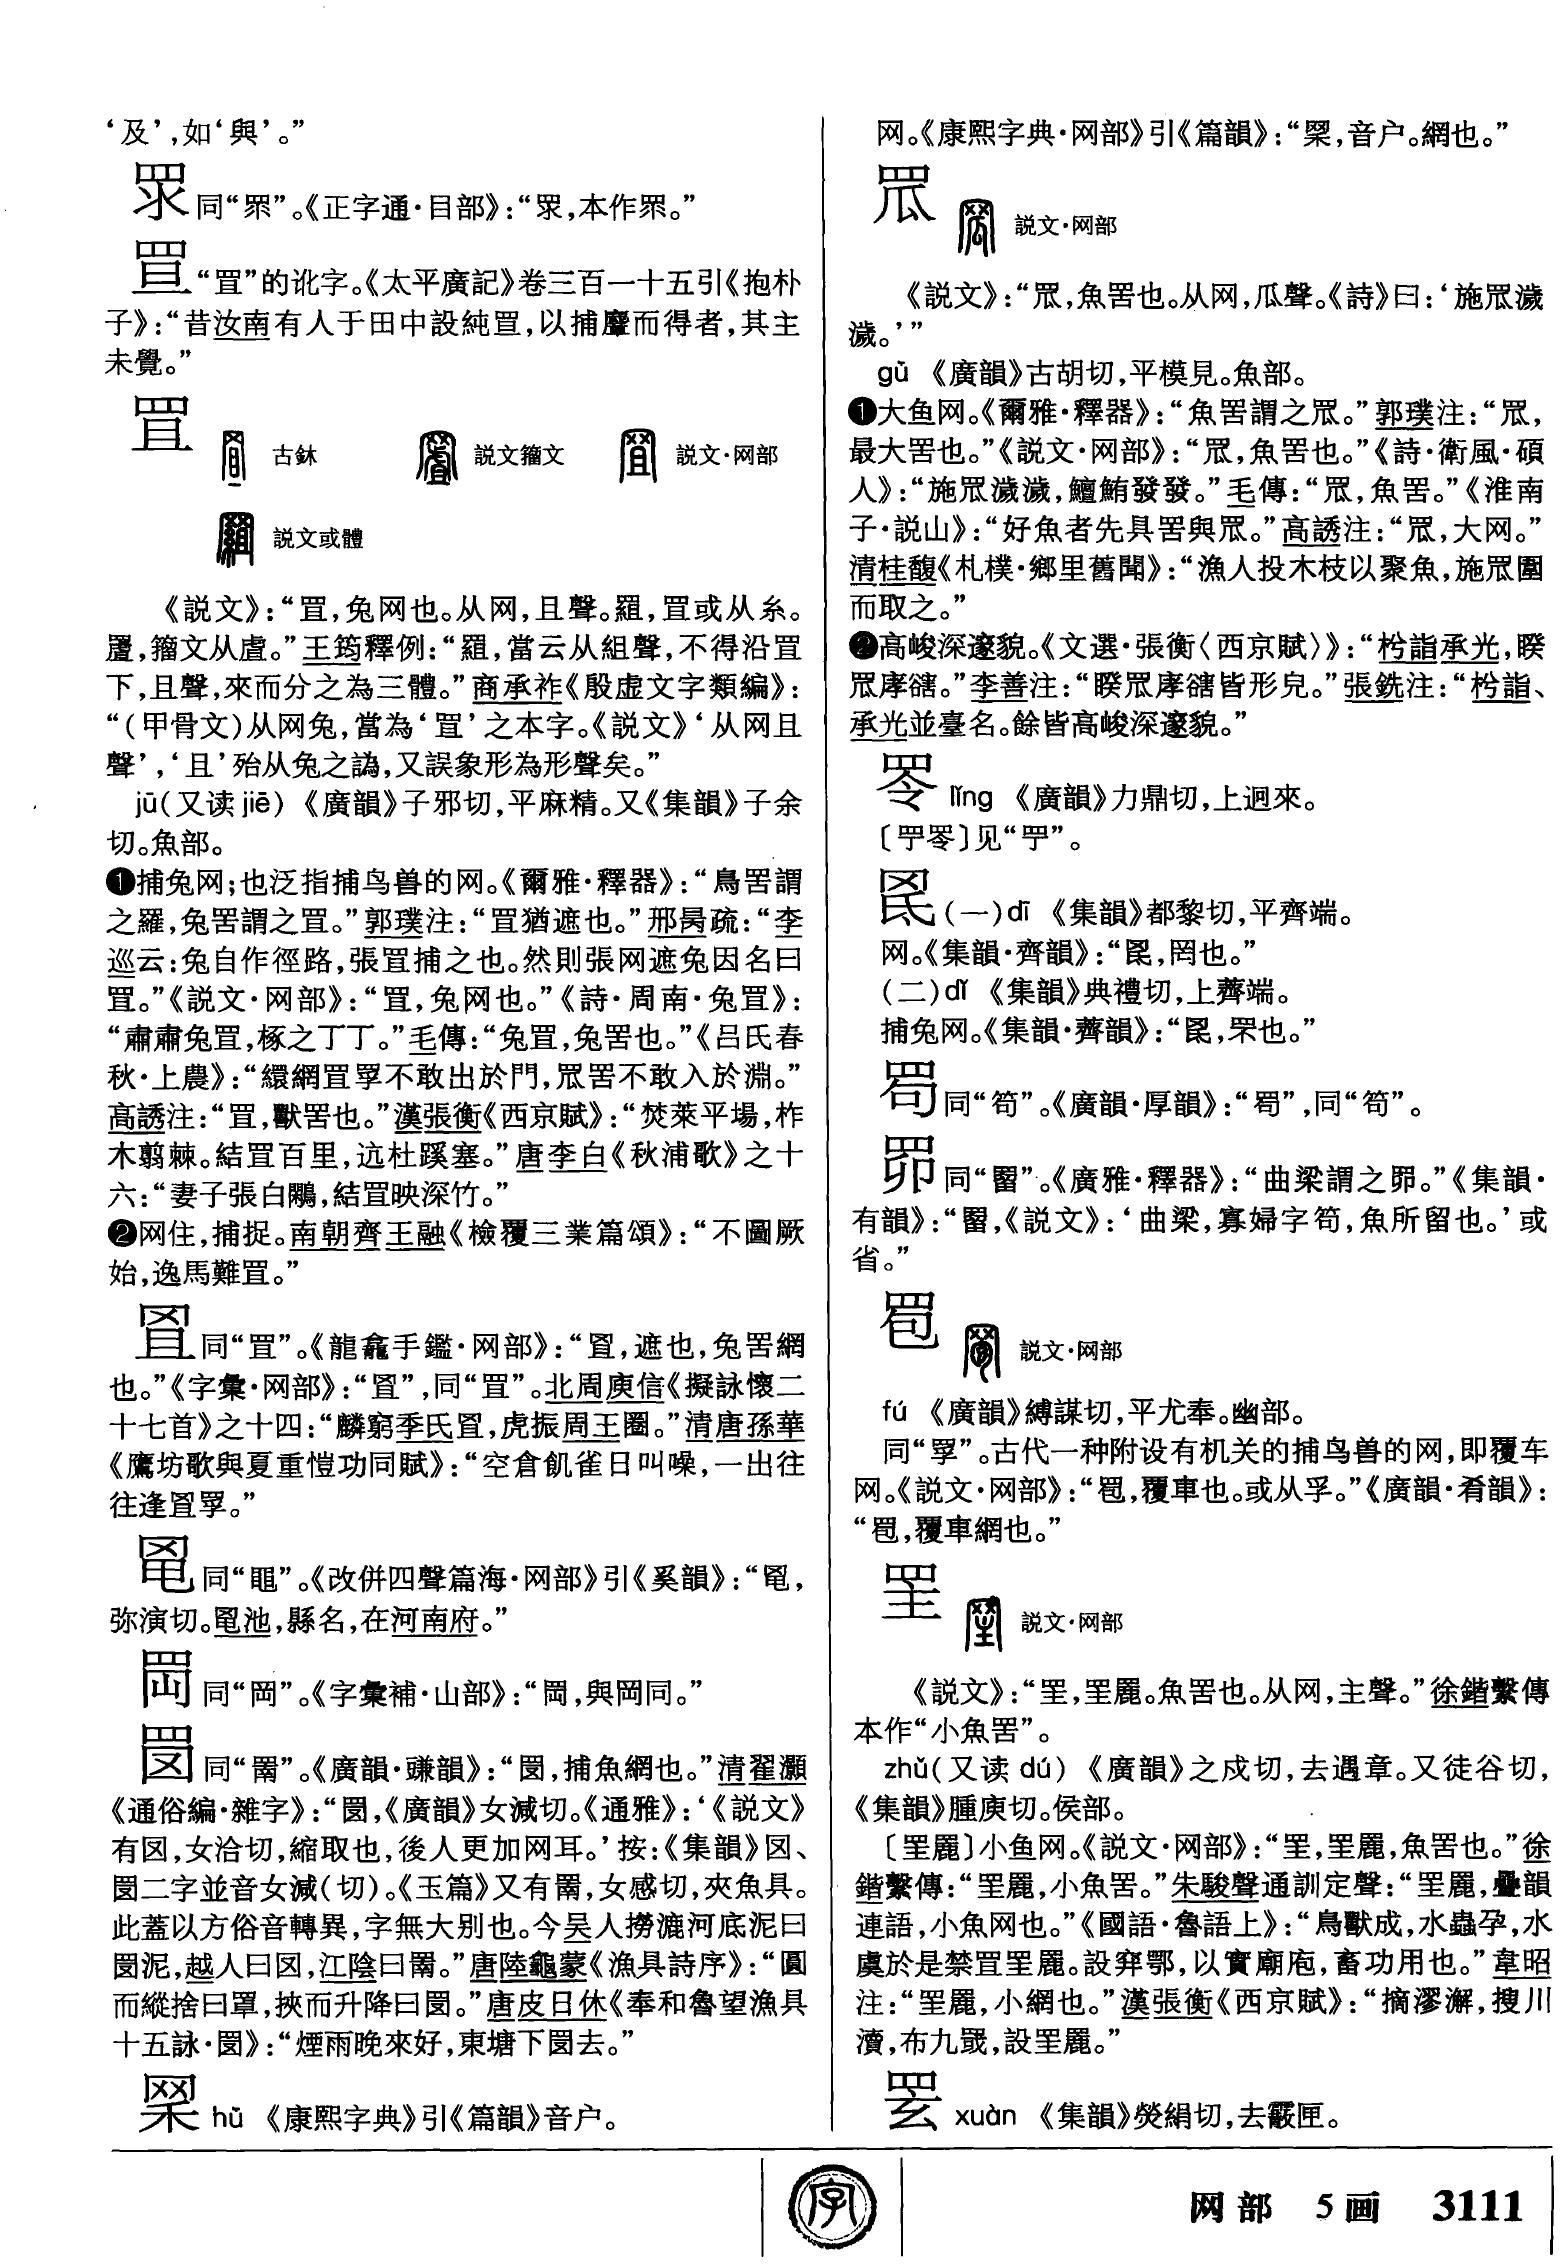 ‘及’,如‘與’。”
眔 同“眾”。《正字通·目部》:“眔,本作眾。”
“罝”的讹字。《太平廣記》卷三百一十五引《抱朴
子》:“昔汝南有人于田中設純罝,以捕麞而得者,其主
未覺。”
罝 古鉢 説文籀文 説文·网部
説文或體
《説文》:“罝,兔网也。从网,且聲。罝或从糸。
籀文从虘。”王筠釋例:“當云从組聲,不得沿罝
下,且聲,來而分之為三體。”商承祚《殷虚文字類編》:
“(甲骨文)从网兔,當為‘罝’之本字。《説文》‘从网且
聲’,‘且’殆从兔之譌,又誤象形為形聲矣。”
jū(又读 jiē) 《廣韻》子邪切,平麻精。又《集韻》子余
切。魚部。
❶捕兔网;也泛指捕鸟兽的网。《爾雅·釋器》:“鳥罟謂
之羅,兔罟謂之罝。”郭璞注:“罝猶遮也。”邢昺疏:“李
巡云:兔自作徑路,張罝捕之也。然則張网遮兔因名曰
罝。”《説文·网部》:“罝,兔网也。”《詩·周南·兔罝》:
“肅肅兔罝,椓之丁丁。”毛傳:“兔罝,兔罟也。”《吕氏春
秋·上農》:“繯網罝罦不敢出於門,罛罟不敢入於淵。”
高誘注:“罝,獸罟也。”漢張衡《西京賦》:“焚萊平場,柞
木翦棘。結罝百里,迒杜蹊塞。”唐李白《秋浦歌》之十
六:“妻子張白鷴,結罝映深竹。”
❷网住,捕捉。南朝齊王融《檢覆三業篇頌》:“不圖厥
始,逸馬難罝。”
同“罝”。《龍龕手鑑·网部》:“遮也,兔罟網
也。”《字彙·网部》:“同“罝”。北周庾信《擬詠懷二
十七首》之十四:“麟窮季氏罝,虎振周王圈。”清唐孫華
《鷹坊歌與夏重愷功同賦》:“空倉飢雀日叫噪,一出往
往逢罝罦。”
同“黽”。《改併四聲篇海·网部》引《奚韻》:“
弥演切。池,縣名,在河南府。”
同“岡”。《字彙補·山部》:“與岡同。”
罱 同“罱”。《廣韻·豏韻》:“捕魚網也。”清翟灝
《通俗編·雜字》:“《廣韻》女減切。《通雅》:‘《説文》
有囡,女洽切,縮取也,後人更加网耳。’按:《集韻》
二字並音女減(切)。《玉篇》又有,女感切,夾魚具。
此蓋以方俗音轉異,字無大别也。今吴人撈漉河底泥曰
泥,越人曰,江陰曰罱。”唐陸龜蒙《漁具詩序》:“圓
而縱捨曰罩,挾而升降曰。”唐皮日休《奉和魯望漁具
十五詠》:“煙雨晚來好,東塘下去。”
hǔ 《康熙字典》引《篇韻》音户。
网。《康熙字典·网部》引《篇韻》:“音户。網也。”
罛 説文·网部
《説文》:“罛,魚罟也。从网,瓜聲。《詩》曰:‘施罛濊
濊。’”
gū 《廣韻》古胡切,平模見。魚部。
❶大鱼网。《爾雅·釋器》:“魚罟謂之罛。”郭璞注:“罛,
最大罟也。”《説文·网部》:“罛,魚罟也。”《詩·衛風·碩
人》:“施罛濊濊,鱣鮪發發。”毛傳:“罛,魚罟。”《淮南
子·説山》:“好魚者先具罟與罛。”高誘注:“罛,大网。”
清桂馥《札樸·鄉里舊聞》:“漁人投木枝以聚魚,施罛圍
而取之。”
❷高峻深邃貌。《文選·張衡〈西京賦〉》:“枍詣承光,睽
罛庨豁。”李善注:“睽罛庨豁皆形皃。”張銑注:“枍詣、
承光並臺名。餘皆高峻深邃貌。”
lǐng 《廣韻》力鼎切,上迥來。
见
(一)dī 《集韻》都黎切,平齊端。
网。《集韻·齊韻》:“罔也。”
(二)dǐ 《集韻》典禮切,上薺端。
捕兔网。《集韻·薺韻》:“罘也。”
同“笱”。《廣韻·厚韻》:“同“笱”。
罶 同“罶”。《廣雅·釋器》:“曲梁謂之罶。”《集韻·
有韻》:“罶,《説文》:‘曲梁,寡婦字笱,魚所留也。’或
省。”
説文·网部
fú 《廣韻》縛謀切,平尤奉。幽部。
同“罦”。古代一种附设有机关的捕鸟兽的网,即覆车
网。《説文·网部》:“覆車也。或从孚。”《廣韻·肴韻》:
“覆車網也。”
罜 説文·网部
《説文》:“罜,罜麗。魚罟也。从网,主聲。”徐鍇繫傳
本作“小魚罟”。
zhǔ(又读 dú) 《廣韻》之戍切,去遇章。又徒谷切,
《集韻》腫庾切。侯部。
〔罜麗〕小鱼网。《説文·网部》:“罜,罜麗,魚罟也。”徐
鍇繫傳:“罜麗,小魚罟。”朱駿聲通訓定聲:“罜麗,疊韻
連語,小魚网也。”《國語·魯語上》:“鳥獸成,水蟲孕,水
虞於是禁罝罜麗。設穽鄂,以實廟庖,畜功用也。”韋昭
注:“罜麗,小網也。”漢張衡《西京賦》:“摘漻澥,搜川
瀆,布九罭,設罜麗。”
xuàn 《集韻》熒絹切,去霰匣。
字
网部 5画 3111